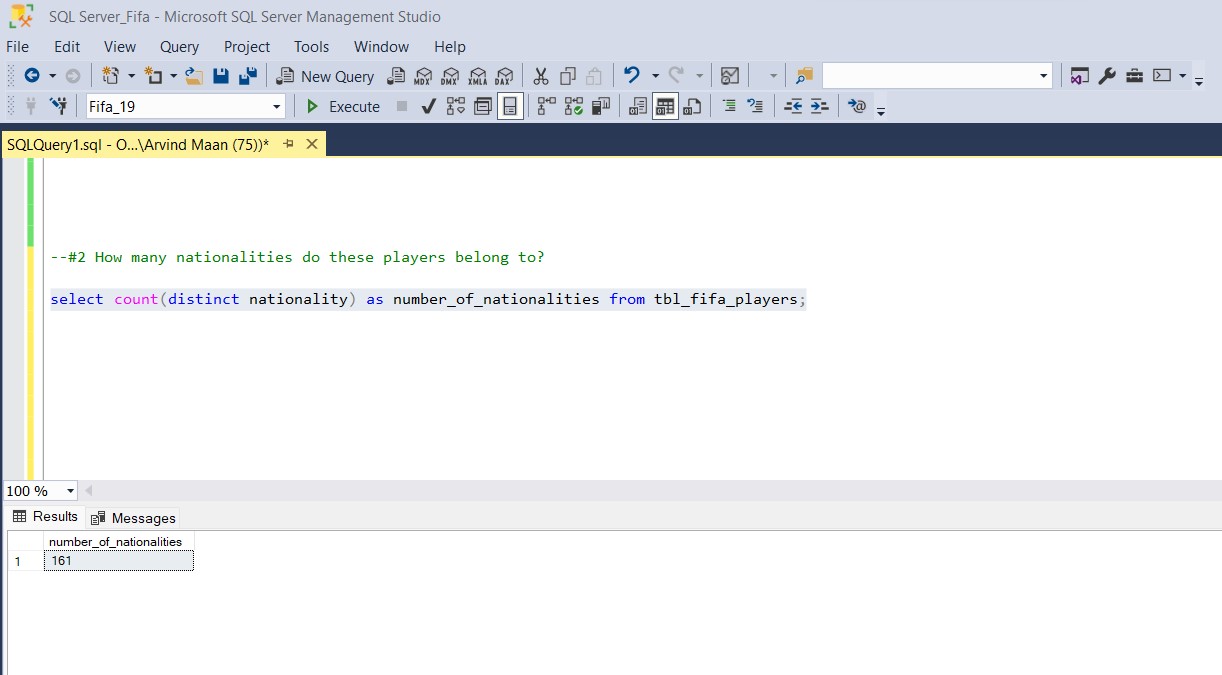 SQL Server_Fifa - Microsoft SQL Server Management Studio
File Edit View Query Project Tools Window Help
New Query MDX DMX XMLA DAX
Fifa_19 Execute
SQLQuery1.sql - O...\Arvind Maan (75))*
--#2 How many nationalities do these players belong to?
select count(distinct nationality) as number_of_nationalities from tbl_fifa_players;
100 %
Results Messages
number_of_nationalities
1 161